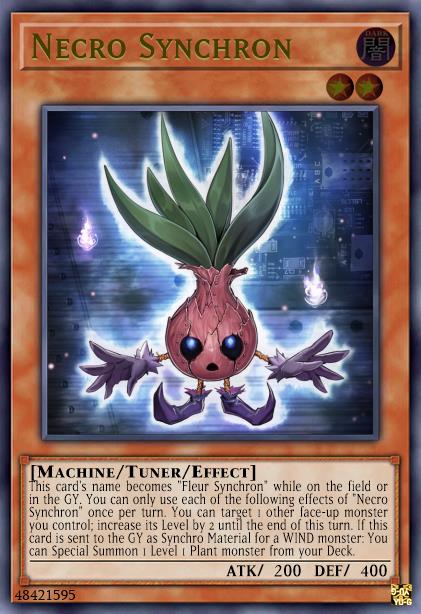 Necro Synchron
DARK
闇
[Machine/Tuner/Effect]
This card's name becomes "Fleur Synchron" while on the field or
in the GY. You can only use each of the following effects of "Necro
Synchron" once per turn. You can target 1 other face-up monster
you control; increase its Level by 2 until the end of this turn. If this
card is sent to the GY as Synchro Material for a WIND monster: You
can Special Summon 1 Level 1 Plant monster from your Deck.
ATK/ 200 DEF/ 400
48421595